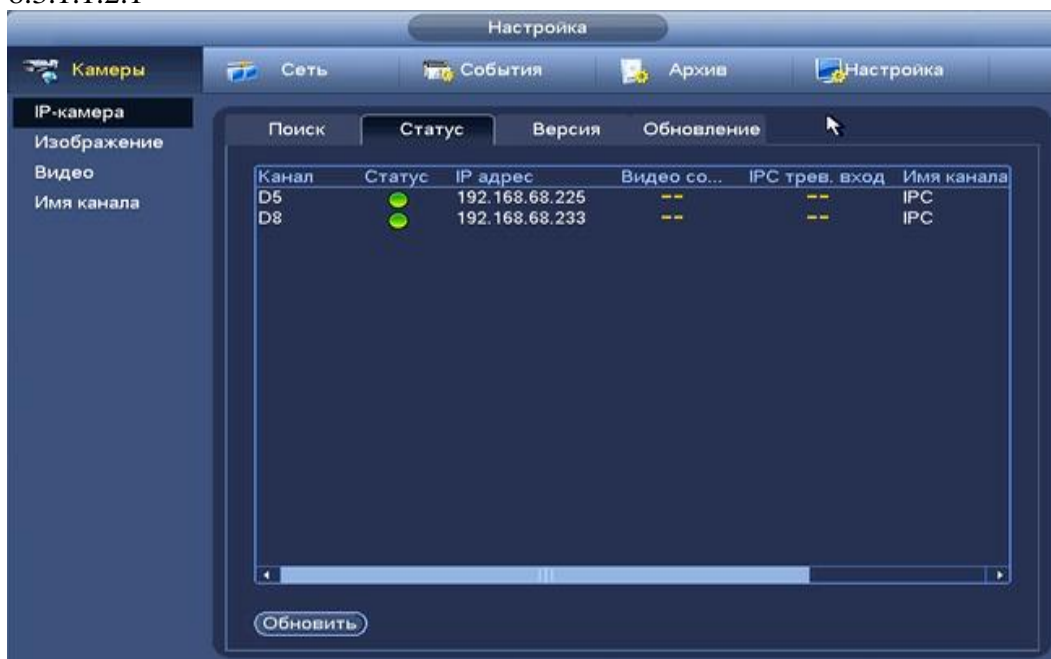 Настройка
Камеры Сеть События Архив Настройка
IP-камера
Изображение
Видео
Имя канала
Поиск Статус Версия Обновление
Канал Статус IP адрес Видео со... IPC трев. вход Имя канала
D5 192.168.68.225 -- -- IPC
D8 192.168.68.233 -- -- IPC
Обновить